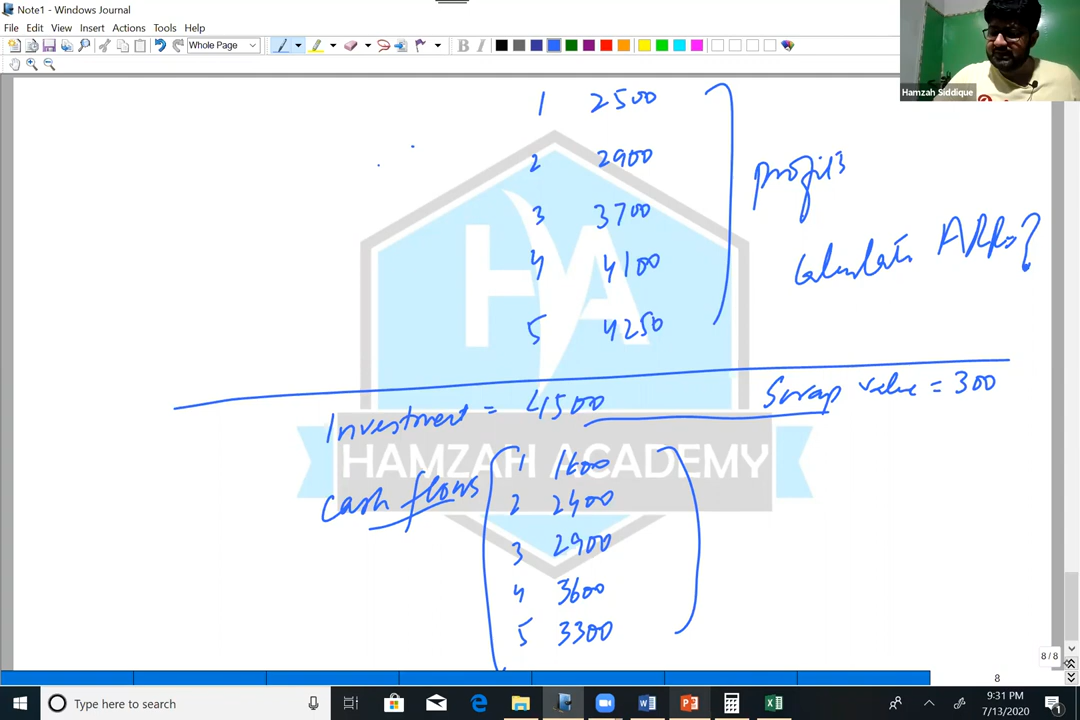 Note1 - Windows Journal
File Edit View Insert Actions Tools Help
Whole Page
Hamzah Siddique
1 2500
2 2900
3 3700
4 4100
5 4250
profits
Calculate ARR?
Investment = 4500
Scrap value = 300
HA
HAMZAH ACADEMY
Cash flows
1 1600
2 2400
3 2900
4 3600
5 3300
8 / 8
8
Type here to search
9:31 PM
7/13/2020
1